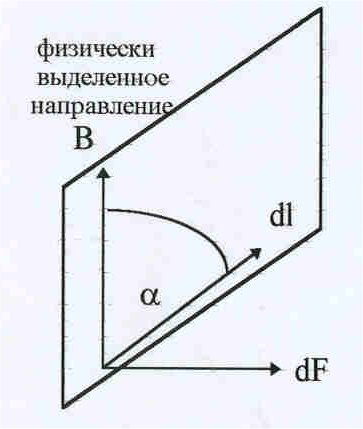 физически
выделенное
направление
B
dl
α
dF